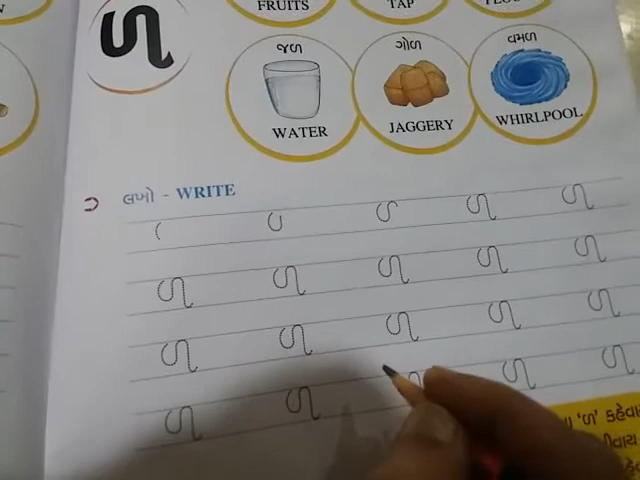 FRUITS TAP
ળ
જળ ગોળ વમળ
WATER JAGGERY WHIRLPOOL
લખો - WRITE
ળ ળ
ળ ળ ળ ળ ળ
ળ ળ ળ ળ ળ
ળ ળ ળ ળ
'ળ'